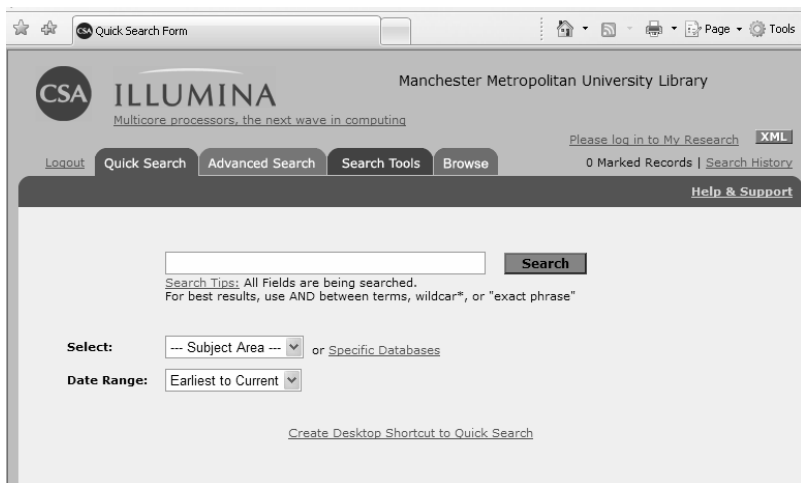 Quick Search Form
Page Tools
CSA ILLUMINA
Manchester Metropolitan University Library
Multicore processors, the next wave in computing
Please log in to My Research XML
Logout Quick Search Advanced Search Search Tools Browse 0 Marked Records | Search History
Help & Support
Search
Search Tips: All Fields are being searched.
For best results, use AND between terms, wildcar*, or "exact phrase"
Select: --- Subject Area --- or Specific Databases
Date Range: Earliest to Current
Create Desktop Shortcut to Quick Search